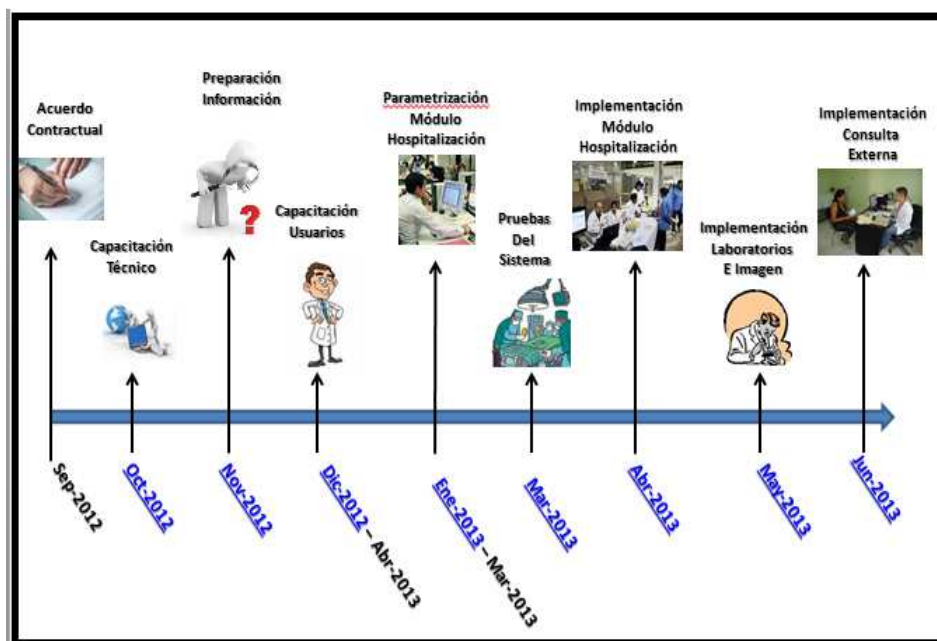 Acuerdo
Contractual
Capacitación
Técnico
Preparación
Información
?
Capacitación
Usuarios
Parametrización
Módulo
Hospitalización
Pruebas
Del
Sistema
Implementación
Módulo
Hospitalización
Implementación
Laboratorios
E Imagen
Implementación
Consulta
Externa
Sep-2012
Oct-2012
Nov-2012
Dic-2012 – Abr-2013
Ene-2013 – Mar-2013
Mar-2013
Abr-2013
May-2013
Jun-2013